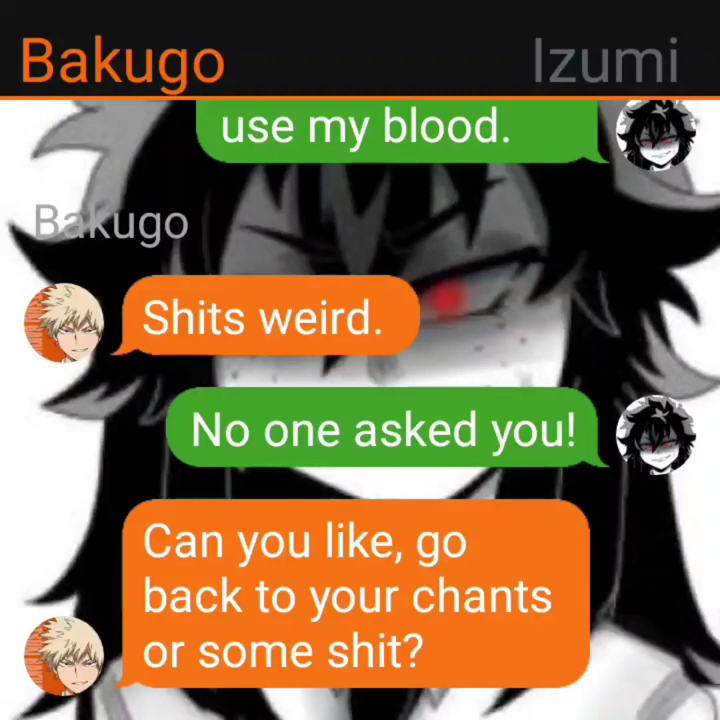 Bakugo
Izumi
use my blood.
Bakugo
Shits weird.
No one asked you!
Can you like, go
back to your chants
or some shit?